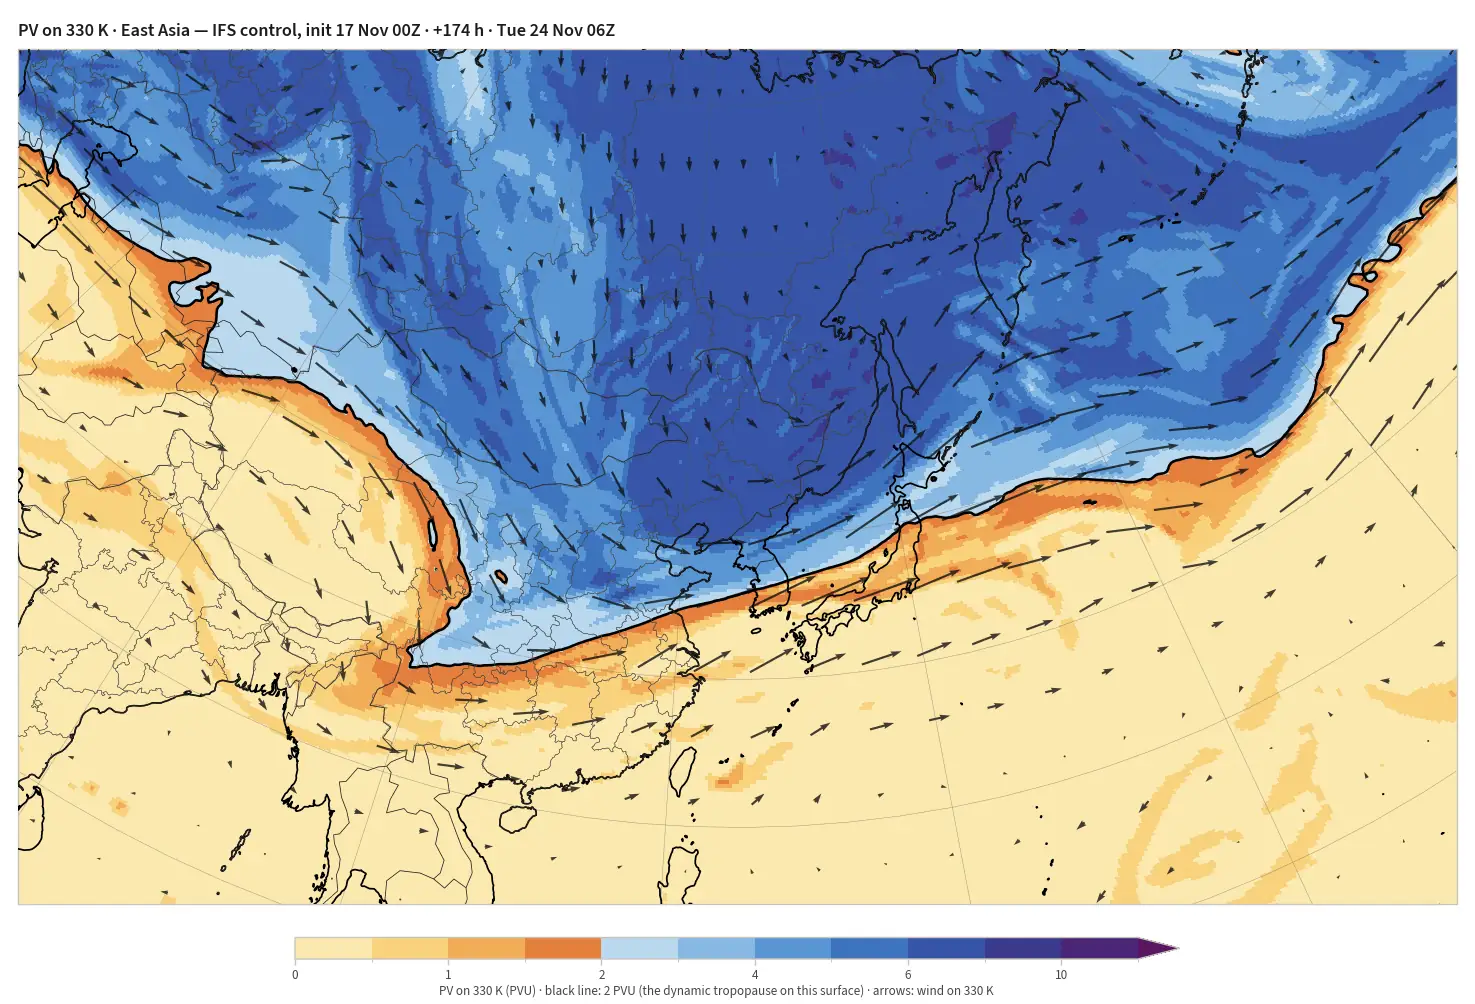 PV on 330 K · East Asia — IFS control, init 17 Nov 00Z · +174 h · Tue 24 Nov 06Z
0 1 2 4 6 10
PV on 330 K (PVU) · black line: 2 PVU (the dynamic tropopause on this surface) · arrows: wind on 330 K